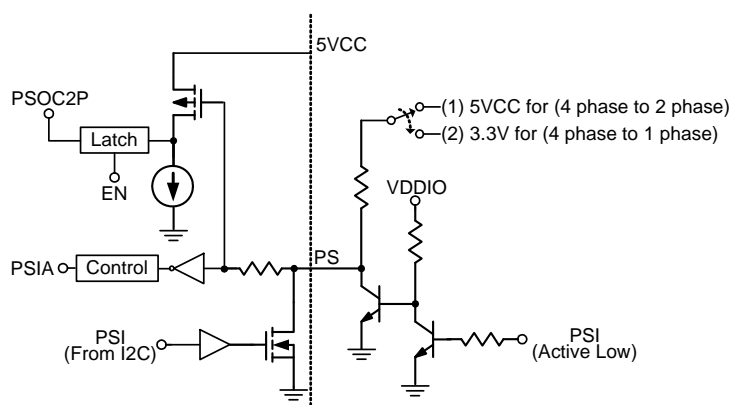 5VCC
PSOC2P
Latch
EN
(1) 5VCC for (4 phase to 2 phase)
(2) 3.3V for (4 phase to 1 phase)
VDDIO
PS
PSIA
Control
PSI
(From I2C)
PSI
(Active Low)